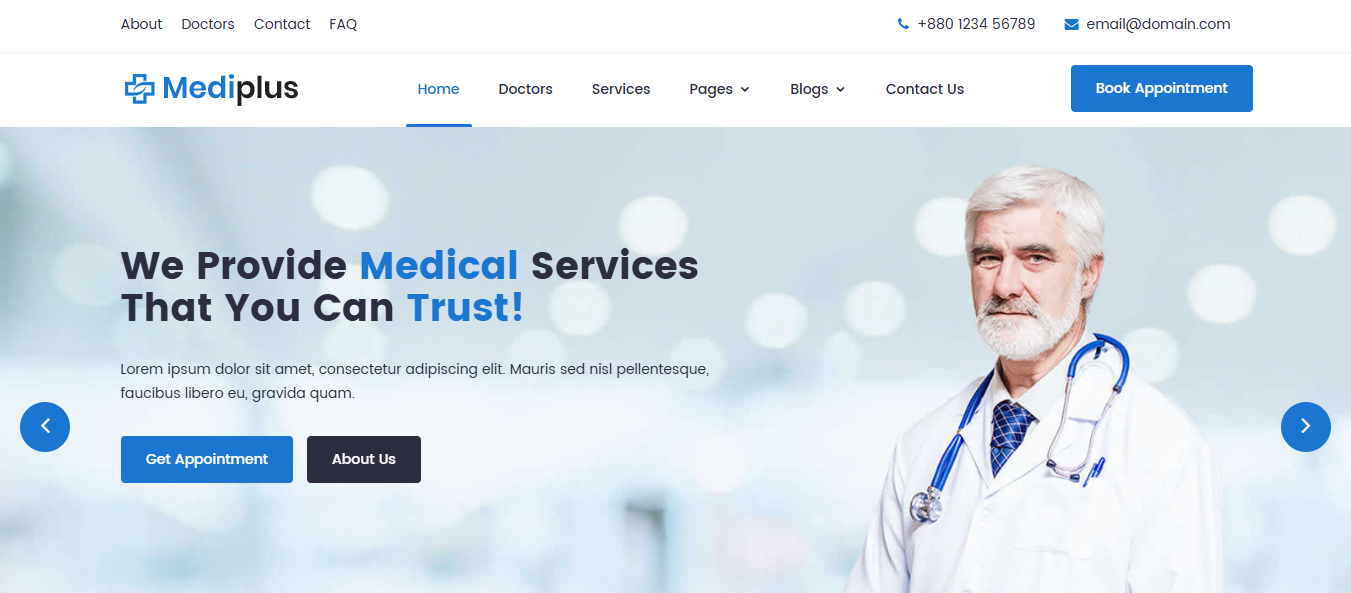 About Doctors Contact FAQ +880 1234 56789 email@domain.com
Mediplus Home Doctors Services Pages Blogs Contact Us Book Appointment
We Provide Medical Services
That You Can Trust!
Lorem ipsum dolor sit amet, consectetur adipiscing elit. Mauris sed nisl pellentesque,
faucibus libero eu, gravida quam.
Get Appointment About Us